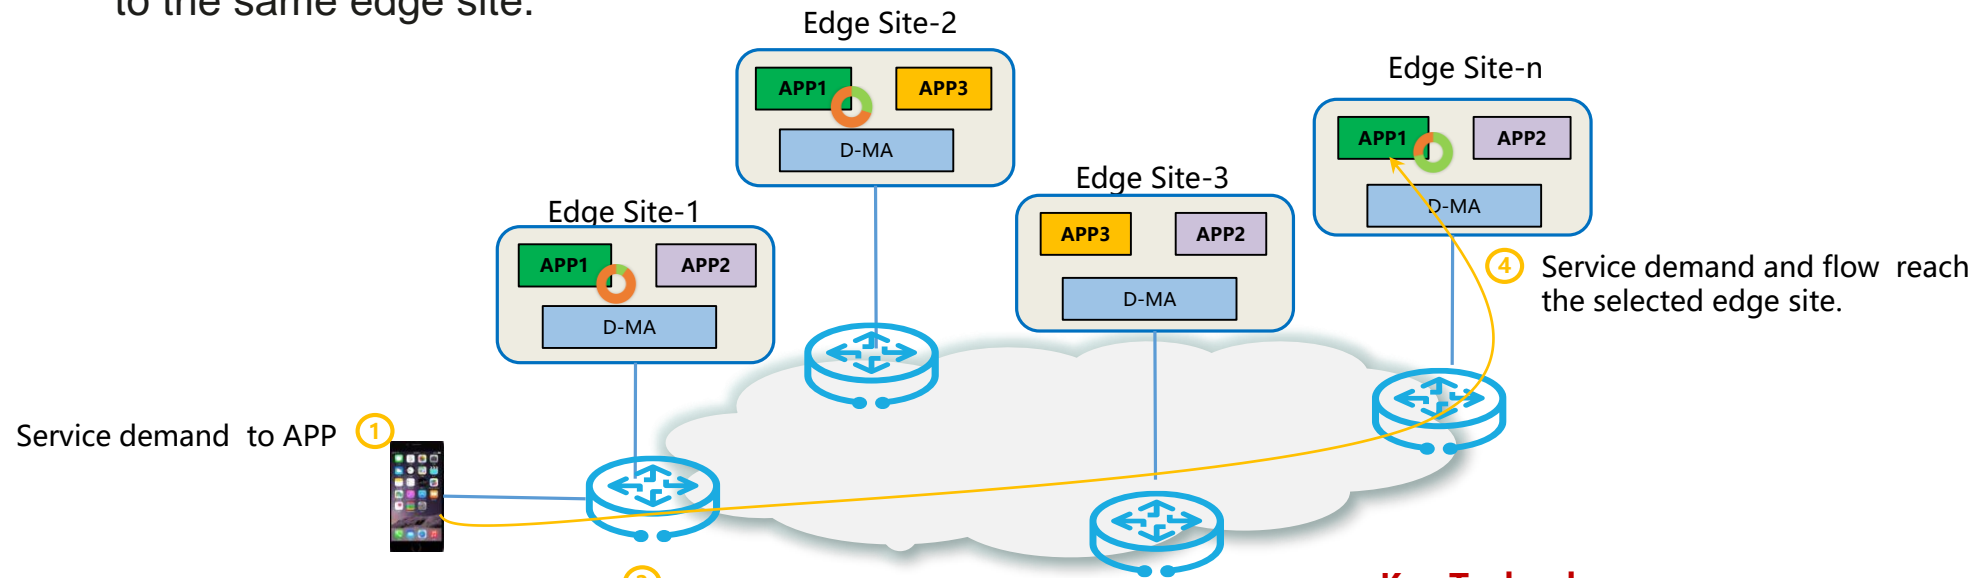 to the same edge site.
Edge Site-2
APP1
APP3
D-MA
Edge Site-n
APP1
APP2
D-MA
Edge Site-3
APP3
APP2
D-MA
Edge Site-1
APP1
APP2
D-MA
4
Service demand and flow reach
the selected edge site.
Service demand to APP
1